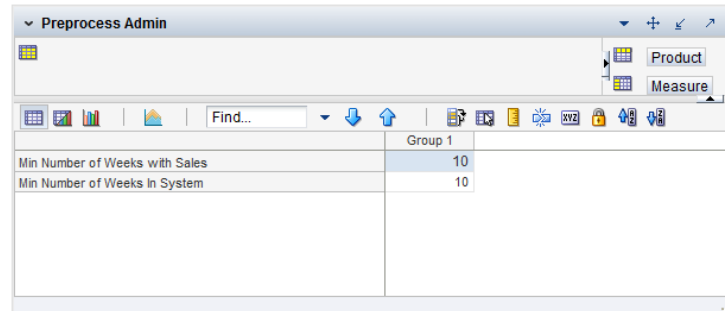 Preprocess Admin
Product
Measure
Find...
XYZ
A
Z
Z
A
Group 1
Min Number of Weeks with Sales 10
Min Number of Weeks In System 10